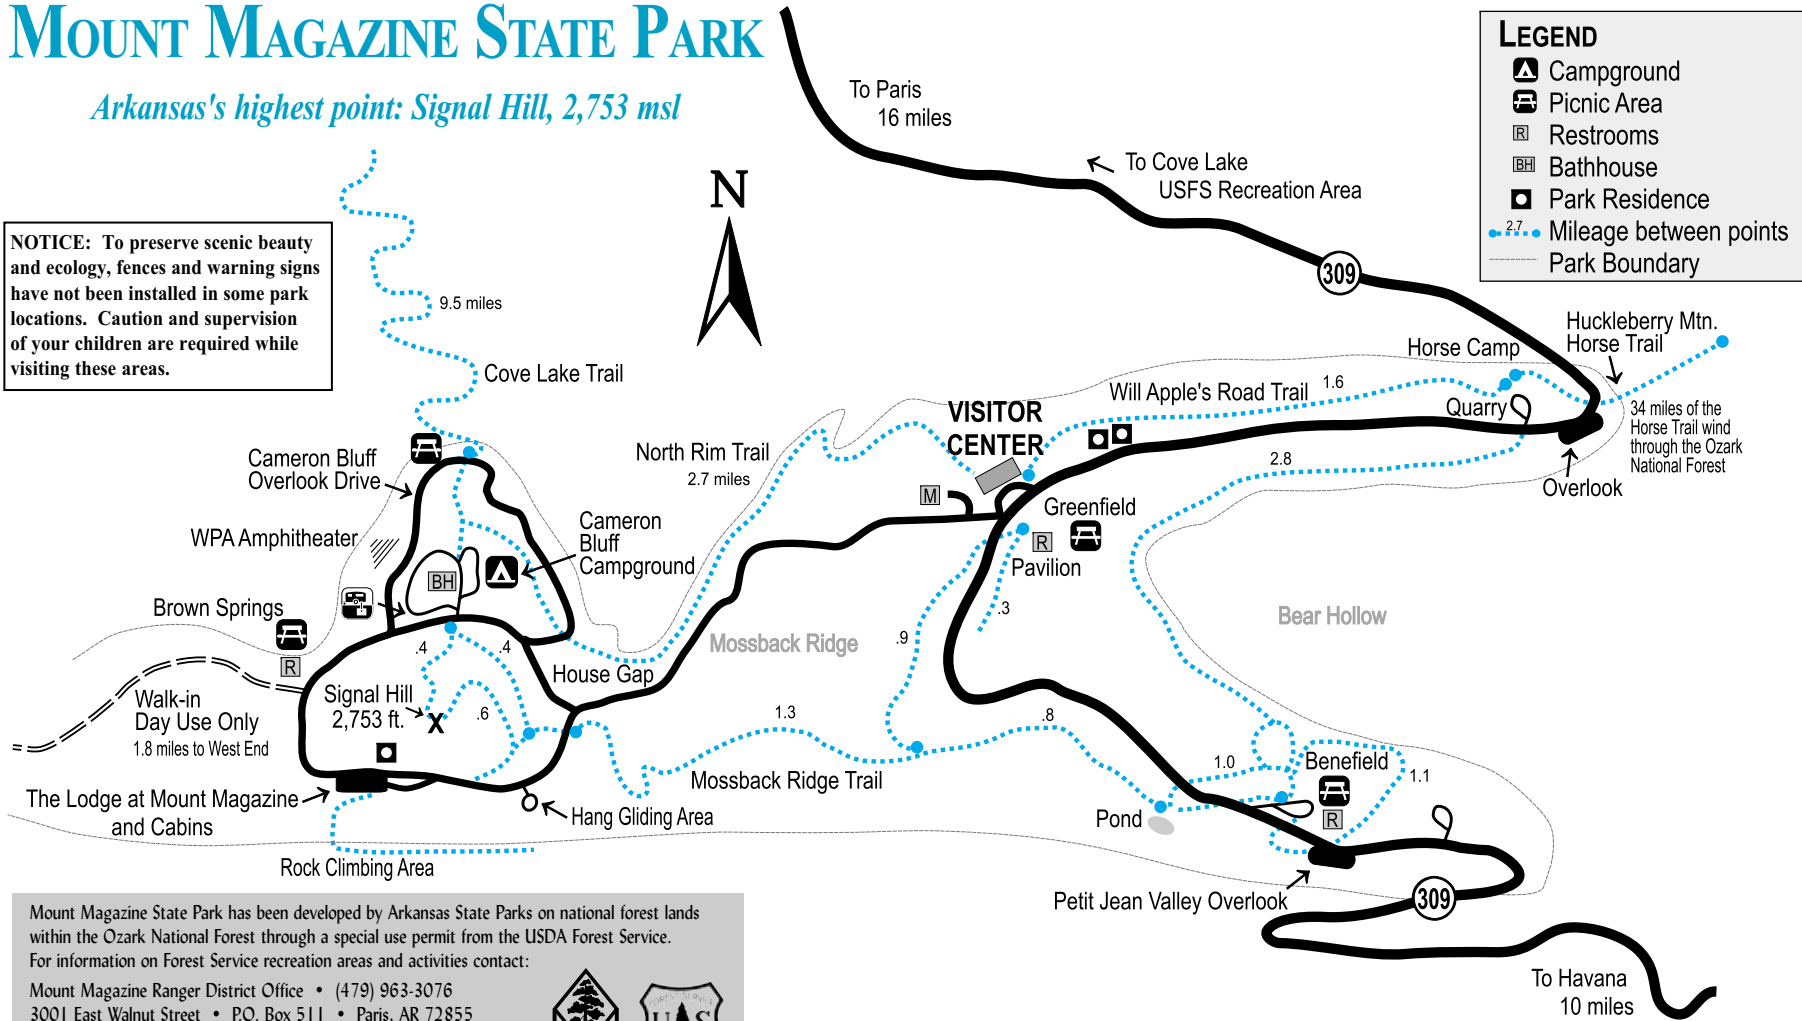 MOUNT MAGAZINE STATE PARK
Arkansas's highest point: Signal Hill, 2,753 msl
NOTICE: To preserve scenic beauty
and ecology, fences and warning signs
have not been installed in some park
locations. Caution and supervision
of your children are required while
visiting these areas.
N
To Paris
16 miles
To Cove Lake
USFS Recreation Area
309
LEGEND
Campground
Picnic Area
R Restrooms
BH Bathhouse
Park Residence
2.7 Mileage between points
Park Boundary
Huckleberry Mtn.
Horse Trail
34 miles of the
Horse Trail wind
through the Ozark
National Forest
Horse Camp
Quarry
Overlook
Will Apple's Road Trail
1.6
2.8
VISITOR
CENTER
M
Greenfield
R
Pavilion
.3
.9
9.5 miles
Cove Lake Trail
North Rim Trail
2.7 miles
Cameron Bluff
Overlook Drive
WPA Amphitheater
Cameron
Bluff
Campground
BH
Brown Springs
R
Walk-in
Day Use Only
1.8 miles to West End
Signal Hill
2,753 ft.
X
.4
.4
.6
House Gap
Mossback Ridge
Bear Hollow
1.3
.8
Mossback Ridge Trail
The Lodge at Mount Magazine
and Cabins
Hang Gliding Area
Rock Climbing Area
Pond
1.0
Benefield
R
1.1
Petit Jean Valley Overlook
309
To Havana
10 miles
Mount Magazine State Park has been developed by Arkansas State Parks on national forest lands
within the Ozark National Forest through a special use permit from the USDA Forest Service.
For information on Forest Service recreation areas and activities contact:
Mount Magazine Ranger District Office • (479) 963-3076
3001 East Walnut Street • P.O. Box 511 • Paris, AR 72855
FOREST SERVICE
U S